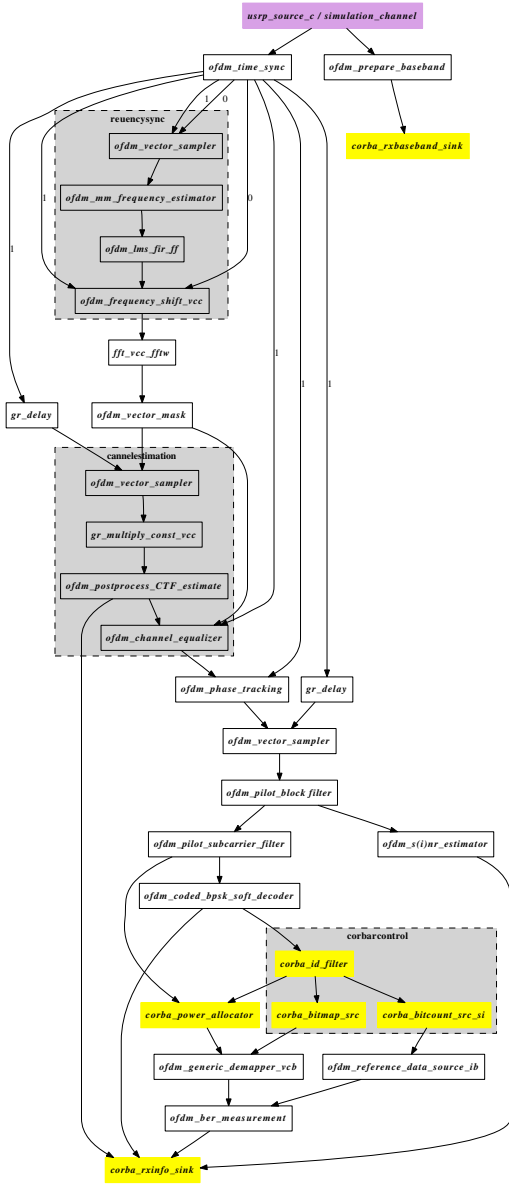 usrp_source_c / simulation_channel
ofdm_time_sync
ofdm_prepare_baseband
1
0
reuencysync
ofdm_vector_sampler
corba_rxbaseband_sink
ofdm_mm_frequency_estimator
1
0
ofdm_lms_fir_ff
1
ofdm_frequency_shift_vcc
fft_vcc_fftw
1
1
1
gr_delay
ofdm_vector_mask
cannelestimation
ofdm_vector_sampler
gr_multiply_const_vcc
ofdm_postprocess_CTF_estimate
ofdm_channel_equalizer
ofdm_phase_tracking
gr_delay
ofdm_vector_sampler
ofdm_pilot_block filter
ofdm_pilot_subcarrier_filter
ofdm_s(i)nr_estimator
ofdm_coded_bpsk_soft_decoder
corbarcontrol
corba_id_filter
corba_power_allocator
corba_bitmap_src
corba_bitcount_src_si
ofdm_generic_demapper_vcb
ofdm_reference_data_source_ib
ofdm_ber_measurement
corba_rxinfo_sink